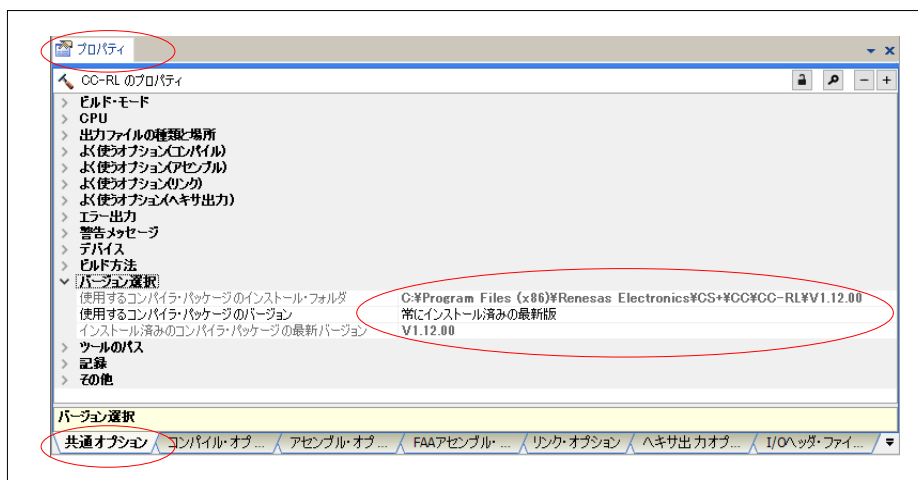 プロパティ
CC-RL のプロパティ
ビルド・モード
CPU
出力ファイルの種類と場所
よく使うオプション(コンパイル)
よく使うオプション(アセンブル)
よく使うオプション(リンク)
よく使うオプション(ヘキサ出力)
エラー出力
警告メッセージ
デバイス
ビルド方法
バージョン選択
使用するコンパイラ・パッケージのインストール・フォルダ C:¥Program Files (x86)¥Renesas Electronics¥CS+¥CC¥CC-RL¥V1.12.00
使用するコンパイラ・パッケージのバージョン 常にインストール済みの最新版
インストール済みのコンパイラ・パッケージの最新バージョン V1.12.00
ツールのパス
記録
その他
バージョン選択
共通オプション コンパイル・オプ... アセンブル・オプ... FAAアセンブル・... リンク・オプション ヘキサ出力オプ... I/Oヘッダ・ファイ...